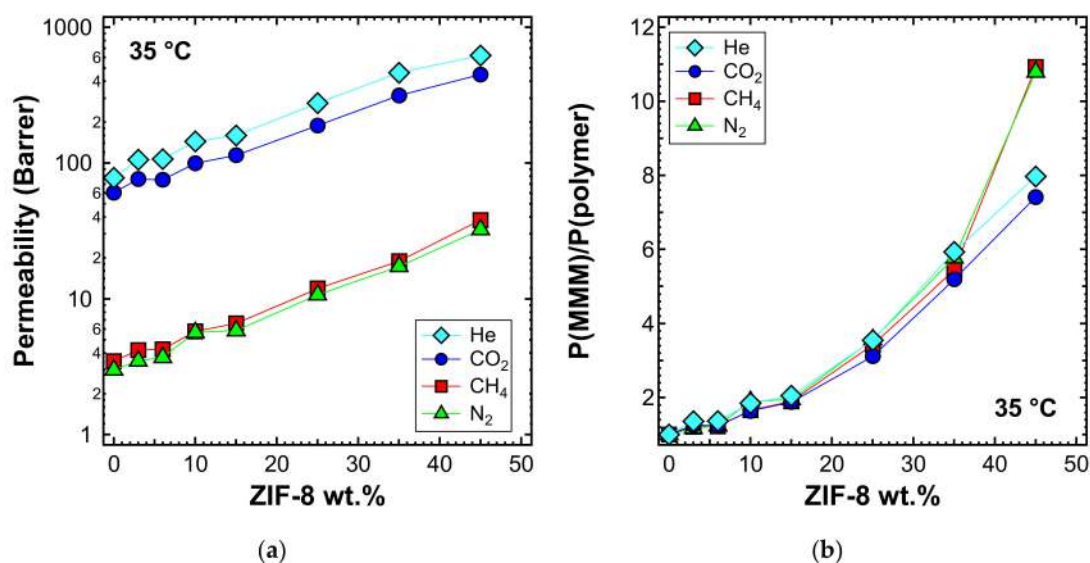 35 °C
Permeability (Barrer)
1000
6
4
2
100
6
4
2
10
6
4
2
1
He
CO₂
CH₄
N₂
0 10 20 30 40 50
ZIF-8 wt.%
(a)
P(MMM)/P(polymer)
12
10
8
6
4
2
He
CO₂
CH₄
N₂
35 °C
0 10 20 30 40 50
ZIF-8 wt.%
(b)